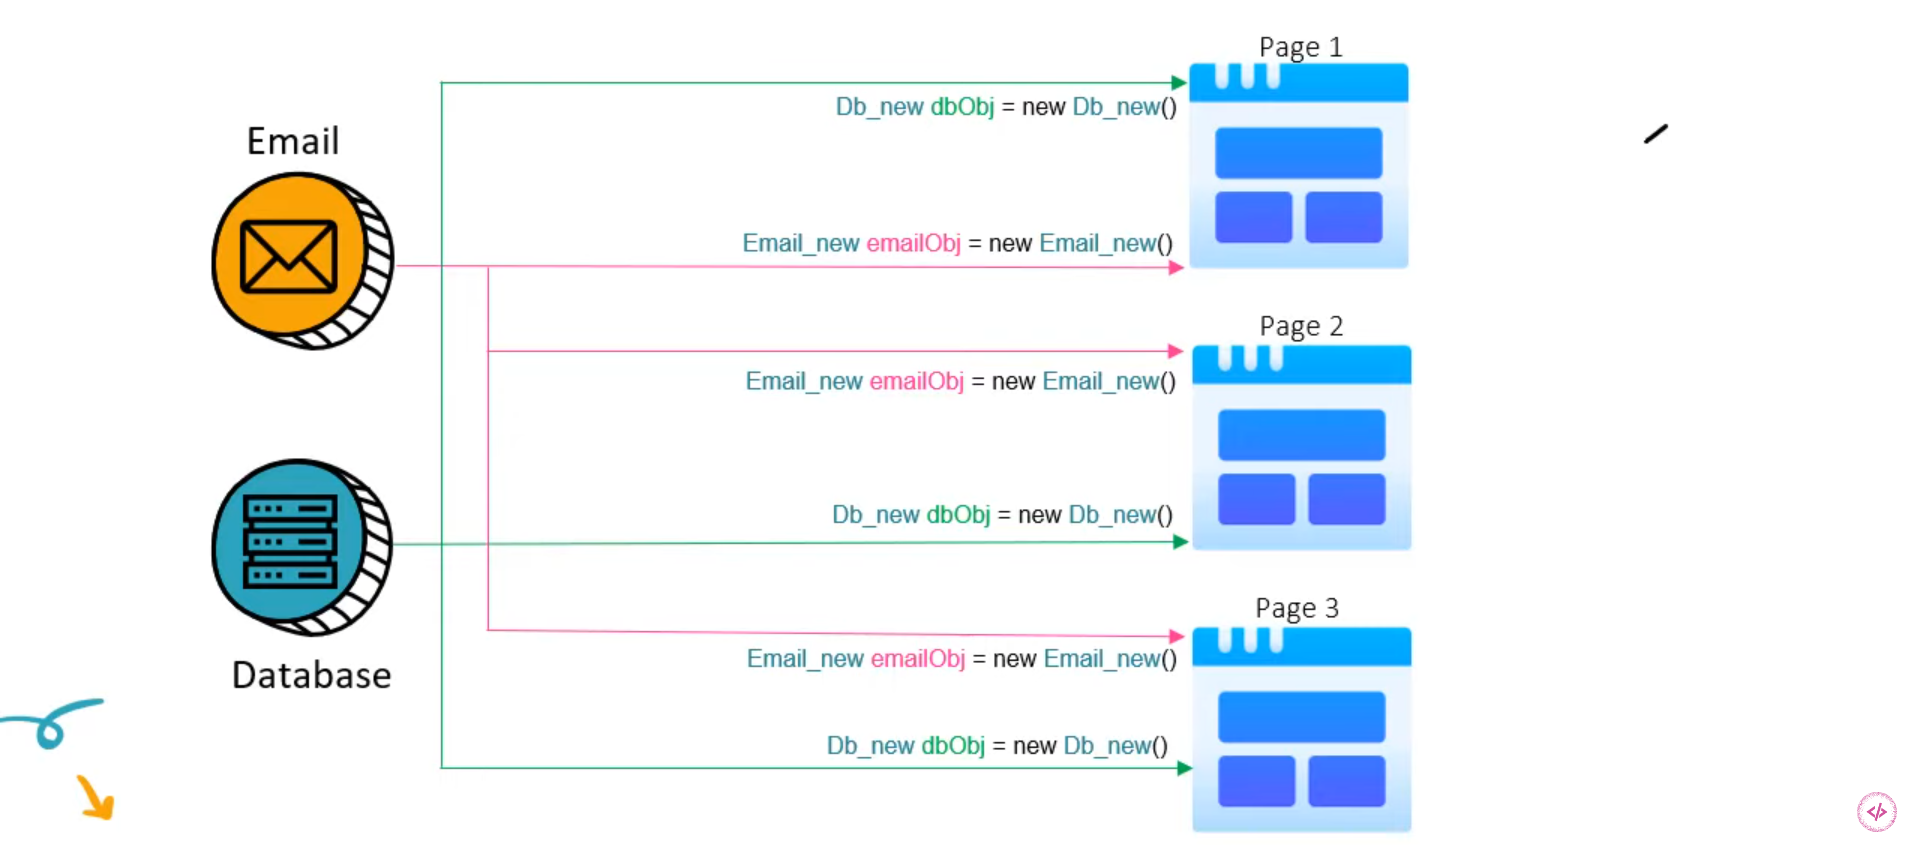 Page 1
Db_new dbObj = new Db_new()
Email
Email_new emailObj = new Email_new()
Page 2
Email_new emailObj = new Email_new()
Db_new dbObj = new Db_new()
Page 3
Email_new emailObj = new Email_new()
Database
Db_new dbObj = new Db_new()